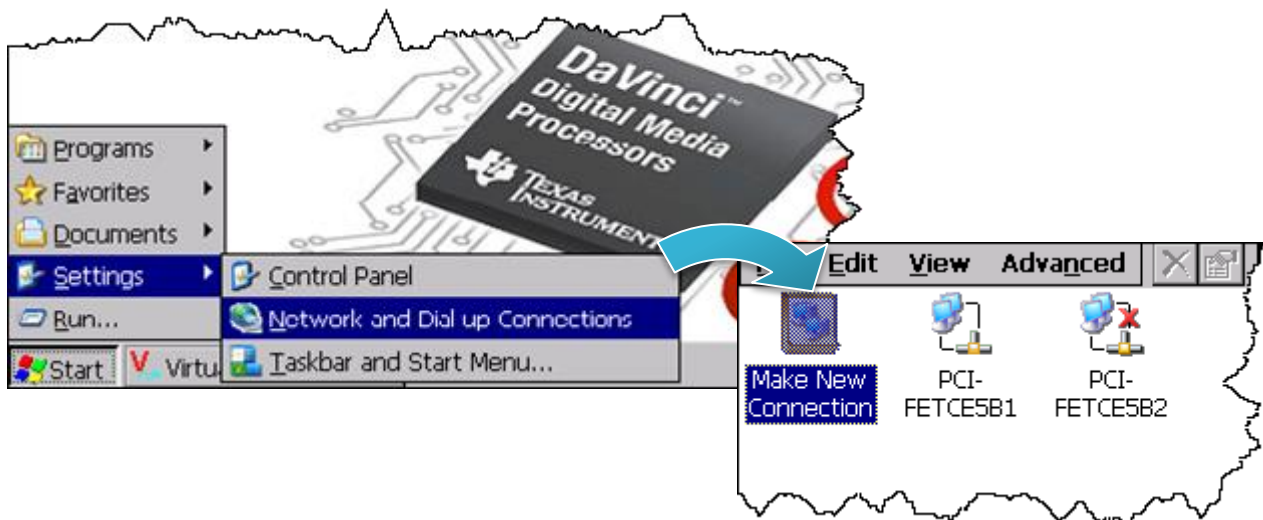 DaVinci™
Digital Media
Processors
TEXAS
Programs
Favorites
Documents
Settings
Run...
Start
Control Panel
Network and Dial up Connections
Taskbar and Start Menu...
Edit View Advanced
Make New
Connection
PCI-
FETCE5B1
PCI-
FETCE5B2